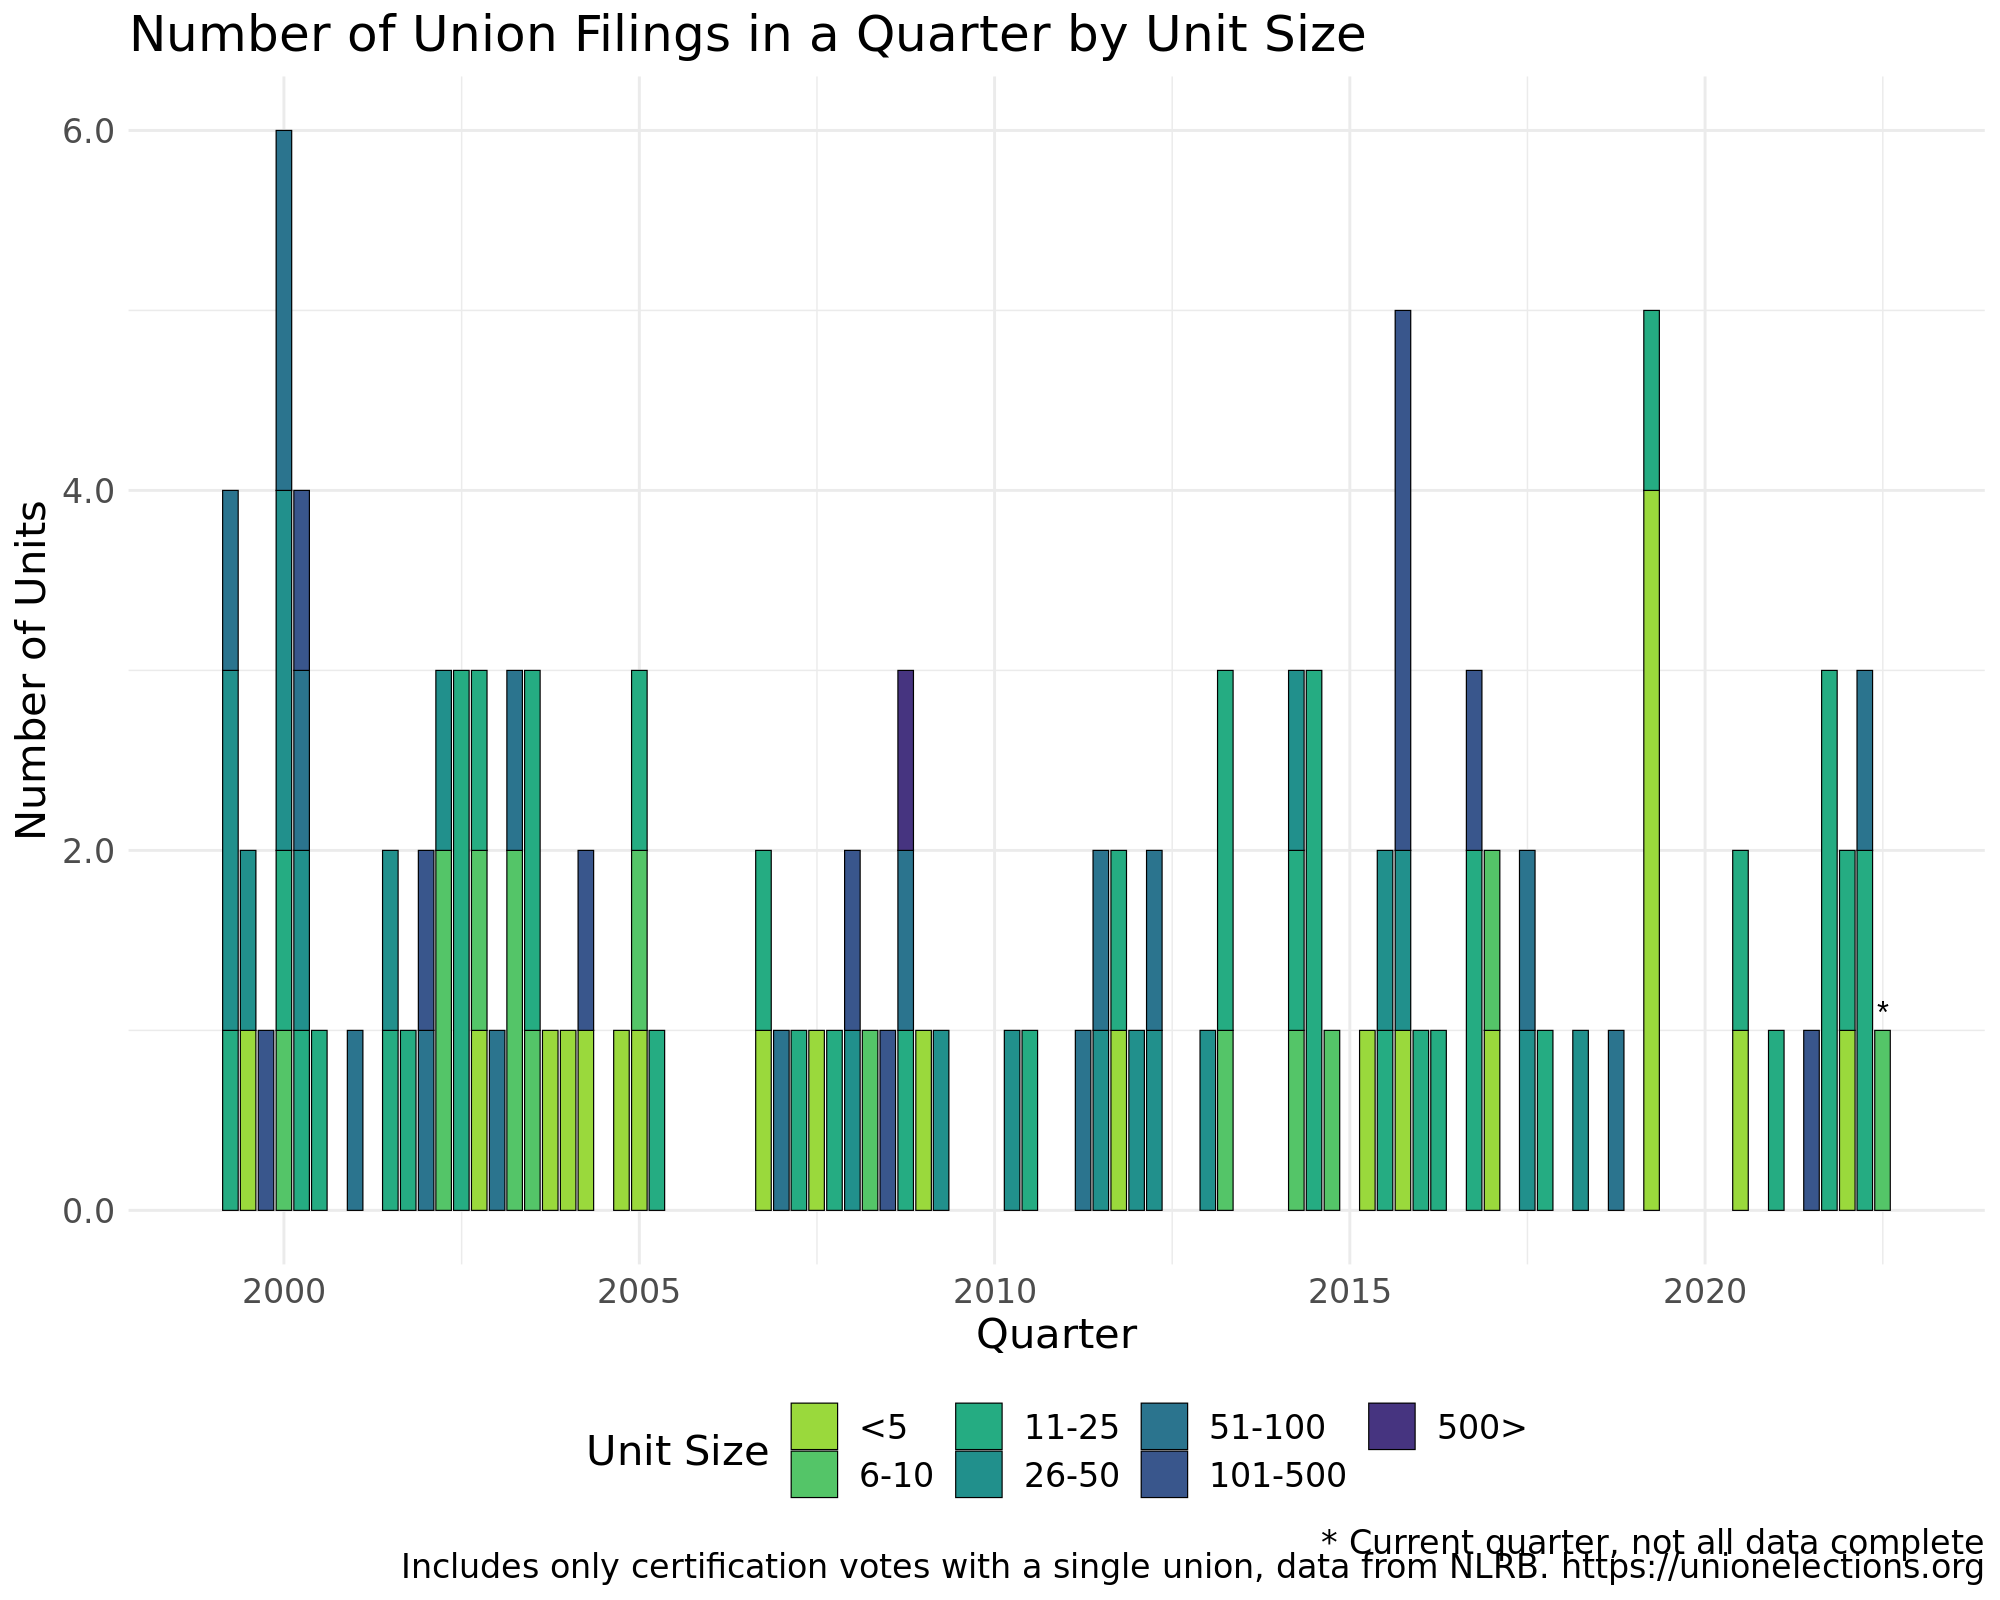 Number of Union Filings in a Quarter by Unit Size
6.0
4.0
2.0
0.0
Number of Units
*
2000 2005 2010 2015 2020
Quarter
Unit Size
<5 11-25 51-100 500>
6-10 26-50 101-500
* Current quarter, not all data complete
Includes only certification votes with a single union, data from NLRB. https://unionelections.org